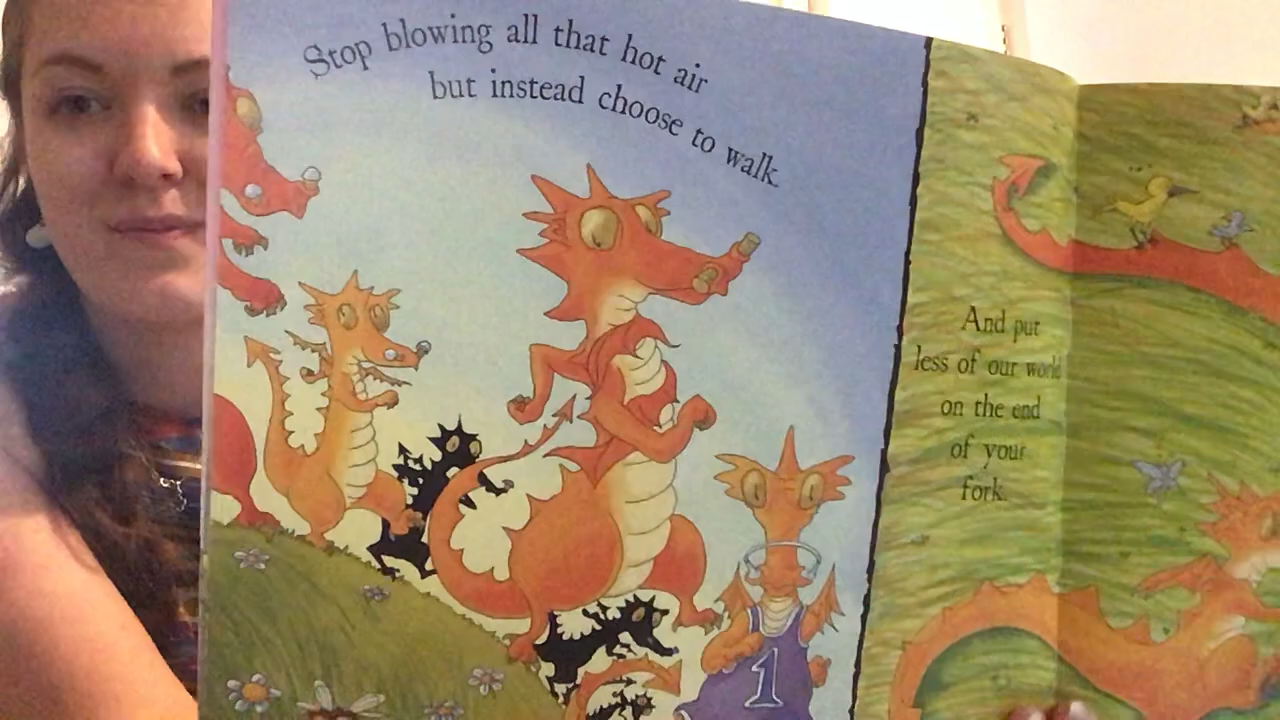 Stop blowing all that hot air
but instead choose to walk.
1
And put
less of our world
on the end
of your
fork.